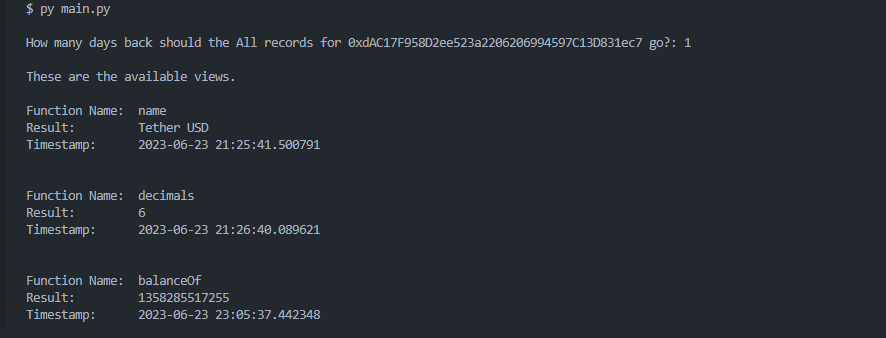 $ py main.py
How many days back should the All records for 0xdAC17F958D2ee523a2206206994597C13D831ec7 go?: 1
These are the available views.
Function Name: name
Result: Tether USD
Timestamp: 2023-06-23 21:25:41.500791
Function Name: decimals
Result: 6
Timestamp: 2023-06-23 21:26:40.089621
Function Name: balanceOf
Result: 1358285517255
Timestamp: 2023-06-23 23:05:37.442348